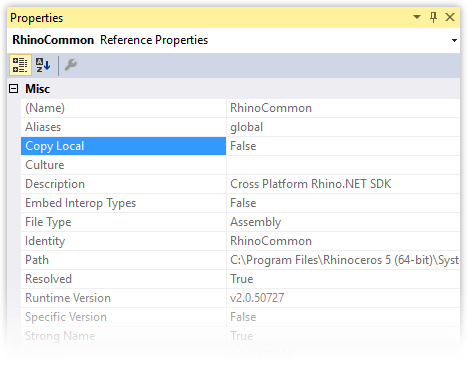 Properties
RhinoCommon Reference Properties
Misc
(Name) RhinoCommon
Aliases global
Copy Local False
Culture
Description Cross Platform Rhino.NET SDK
Embed Interop Types False
File Type Assembly
Identity RhinoCommon
Path C:\Program Files\Rhinoceros 5 (64-bit)\Syst
Resolved True
Runtime Version v2.0.50727
Specific Version False
Strong Name True